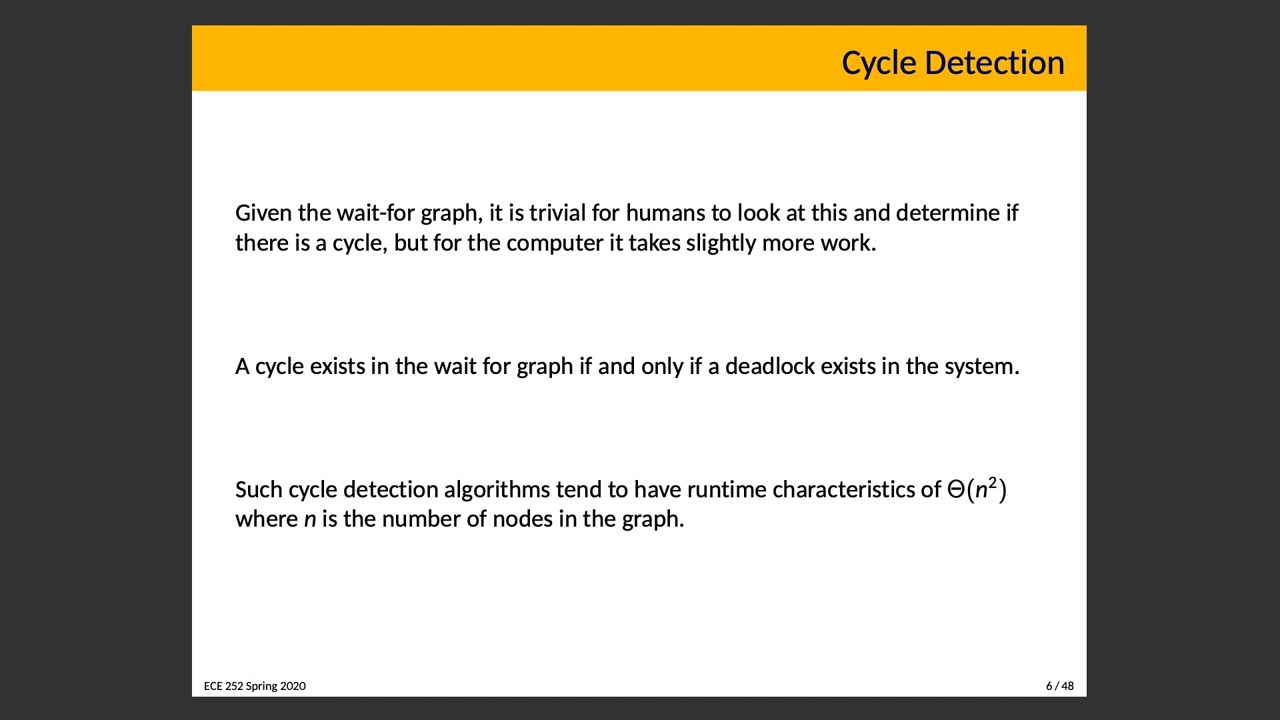 Cycle Detection
Given the wait-for graph, it is trivial for humans to look at this and determine if
there is a cycle, but for the computer it takes slightly more work.
A cycle exists in the wait for graph if and only if a deadlock exists in the system.
Such cycle detection algorithms tend to have runtime characteristics of Θ(n²)
where n is the number of nodes in the graph.
ECE 252 Spring 2020
6 / 48